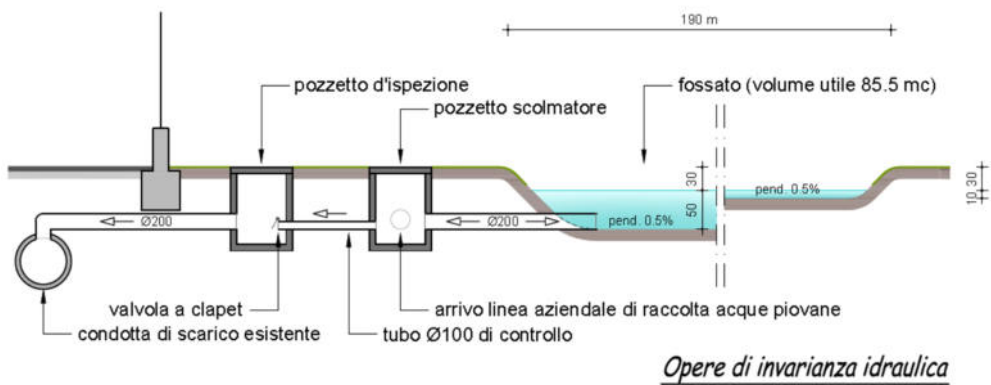 190 m
pozzetto d'ispezione
pozzetto scolmatore
fossato (volume utile 85.5 mc)
30
50
pend. 0.5%
pend. 0.5%
30
10
Ø200
Ø200
valvola a clapet
arrivo linea aziendale di raccolta acque piovane
condotta di scarico esistente
tubo Ø100 di controllo
Opere di invarianza idraulica